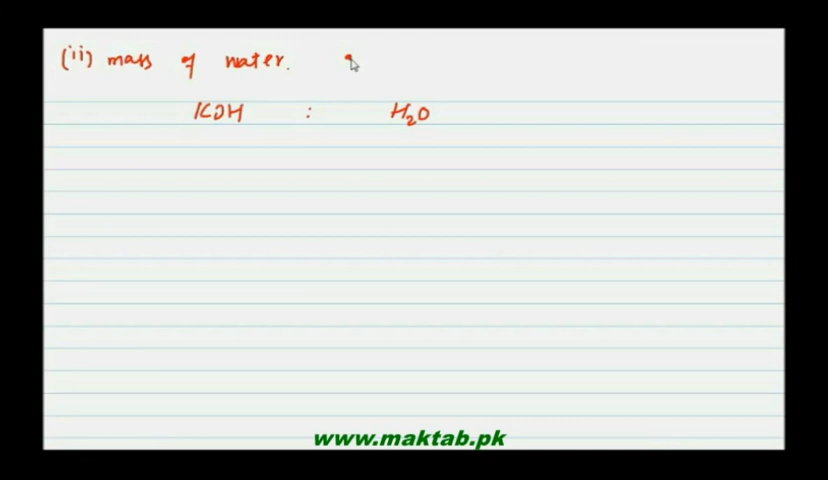 (ii) mass of water.
KOH : H₂O
www.maktab.pk